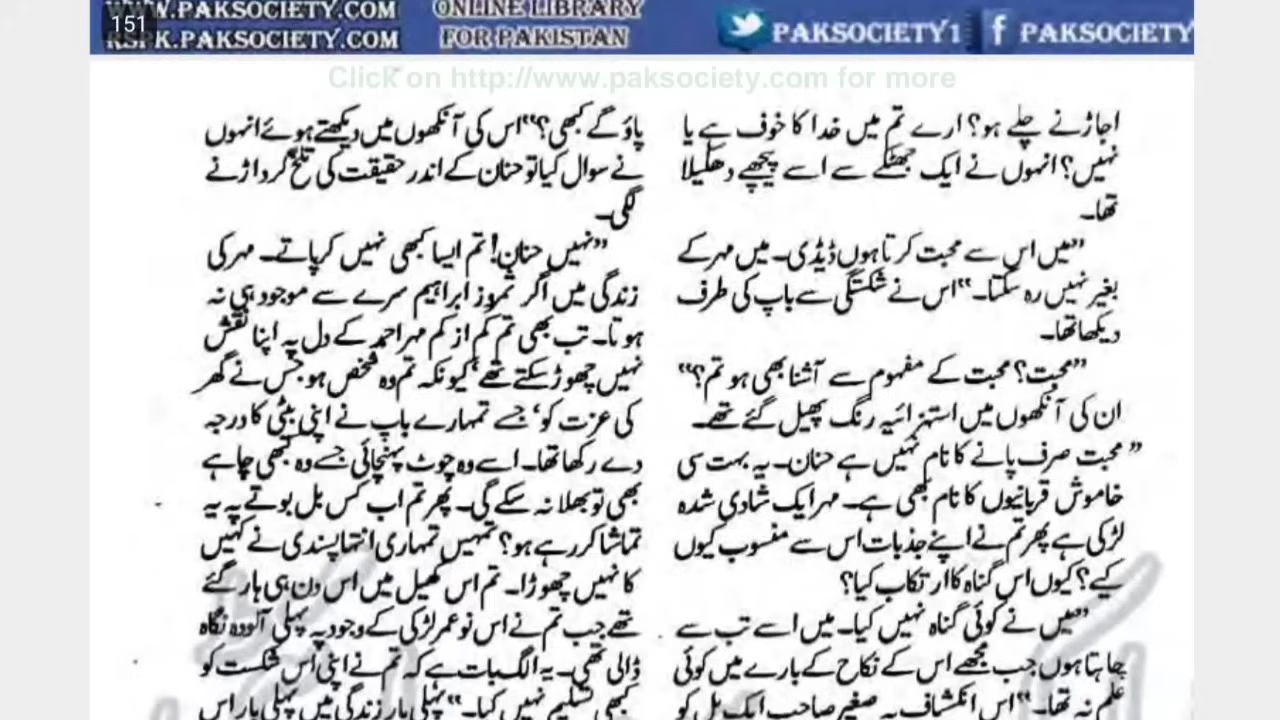 WWW.PAKSOCIETY.COM
RSPK.PAKSOCIETY.COM
151
ONLINE LIBRARY
FOR PAKISTAN
PAKSOCIETY1
PAKSOCIETY
Click on http://www.paksociety.com for more
اجاڑنے چلے ہو؟ ارے تم میں خدا کا خوف ہے یا
نہیں؟ انہوں نے ایک جھٹکے سے اسے پیچھے دھکیلا
تھا۔
”میں اس سے محبت کرتا ہوں ڈیڈی۔ میں مہر کے
بغیر نہیں رہ سکتا۔“ اس نے شکستگی سے باپ کی طرف
دیکھا تھا۔
”محبت؟ محبت کے مفہوم سے آشنا بھی ہو تم؟“
ان کی آنکھوں میں استہزائیہ رنگ پھیل گئے تھے۔
”محبت صرف پانے کا نام نہیں ہے حنان۔ یہ بہت سی
خاموش قربانیوں کا نام بھی ہے۔ مہر ایک شادی شدہ
لڑکی ہے پھر تم نے اپنے جذبات اس سے منسوب کیوں
کیے؟ کیوں اس گناہ کا ارتکاب کیا؟
”میں نے کوئی گناہ نہیں کیا۔ میں اسے تب سے
چاہتا ہوں جب مجھے اس کے نکاح کے بارے میں کوئی
علم نہ تھا۔“ اس انکشاف پہ صغیر صاحب ایک پل کو
پاؤ گے کبھی؟“ اس کی آنکھوں میں دیکھتے ہوئے انہوں
نے سوال کیا تو حنان کے اندر حقیقت کی تلخ گرد اڑنے
لگی۔
”نہیں حنان! تم ایسا کبھی نہیں کر پاتے۔ مہر کی
زندگی میں اگر ثموز ابراہیم سرے سے موجود ہی نہ
ہوتا۔ تب بھی تم کم از کم مہر احمد کے دل پہ اپنا نقش
نہیں چھوڑ سکتے تھے‘ کیونکہ تم وہ شخص ہو جس نے گھر
کی عزت کو‘ جسے تمہارے باپ نے اپنی بیٹی کا درجہ
دے رکھا تھا۔ اسے وہ چوٹ پہنچائی جسے وہ کبھی چاہے
بھی تو بھلا نہ سکے گی۔ پھر تم اب کس بل بوتے پہ یہ
تماشا کر رہے ہو؟ تمہیں تمہاری انتہا پسندی نے کہیں
کا نہیں چھوڑا۔ تم اس کھیل میں اس دن ہی ہار گئے
تھے جب تم نے اس نو عمر لڑکی کے وجود پہ پہلی آلودہ نگاہ
ڈالی تھی۔ یہ الگ بات ہے کہ تم نے اپنی اس شکست کو
کبھی تسلیم نہیں کیا۔“ پہلی بار زندگی میں پہلی بار اس